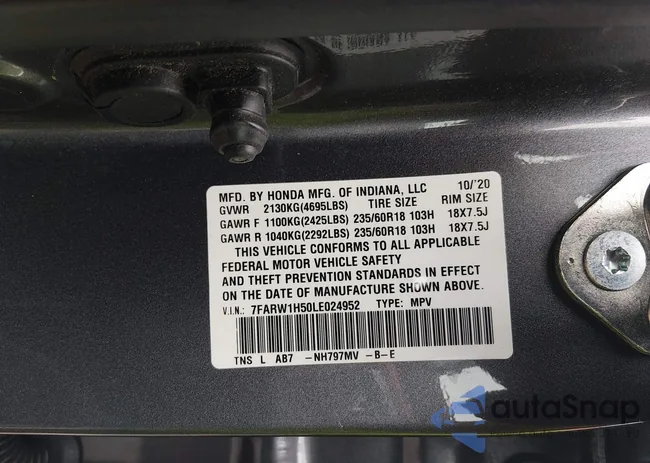 MFD. BY HONDA MFG. OF INDIANA, LLC 10/'20
GVWR 2130KG(4695LBS) TIRE SIZE RIM SIZE
GAWR F 1100KG(2425LBS) 235/60R18 103H 18X7.5J
GAWR R 1040KG(2292LBS) 235/60R18 103H 18X7.5J
THIS VEHICLE CONFORMS TO ALL APPLICABLE
FEDERAL MOTOR VEHICLE SAFETY
AND THEFT PREVENTION STANDARDS IN EFFECT
ON THE DATE OF MANUFACTURE SHOWN ABOVE.
V.I.N.: 7FARW1H50LE024952 TYPE: MPV
TNS L AB7 -NH797MV -B-E
autoSnap